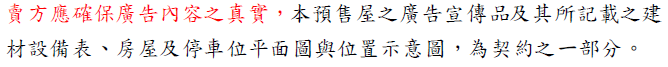 賣方應確保廣告內容之真實，本預售屋之廣告宣傳品及其所記載之建
材設備表、房屋及停車位平面圖與位置示意圖，為契約之一部分。